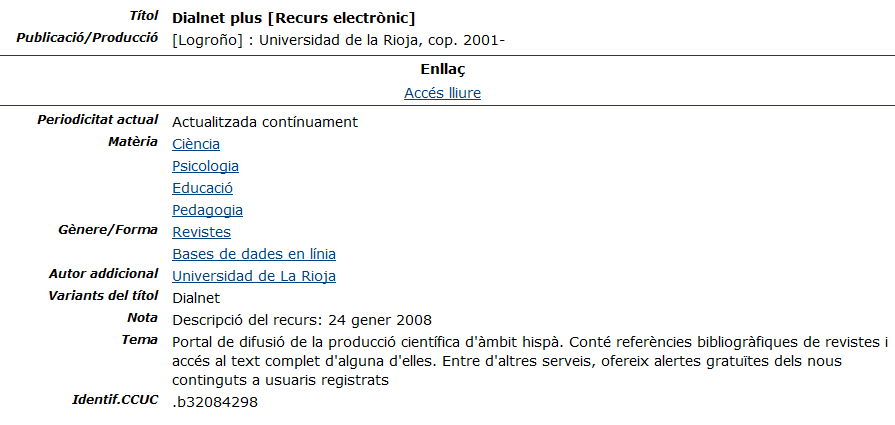 Títol Dialnet plus [Recurs electrònic]
Publicació/Producció [Logroño] : Universidad de la Rioja, cop. 2001-
Enllaç
Accés lliure
Periodicitat actual Actualitzada contínuament
Matèria Ciència
Psicologia
Educació
Pedagogia
Gènere/Forma Revistes
Bases de dades en línia
Autor addicional Universidad de La Rioja
Variants del títol Dialnet
Nota Descripció del recurs: 24 gener 2008
Tema Portal de difusió de la producció científica d'àmbit hispà. Conté referències bibliogràfiques de revistes i
accés al text complet d'alguna d'elles. Entre d'altres serveis, ofereix alertes gratuïtes dels nous
continguts a usuaris registrats
Identif.CCUC .b32084298